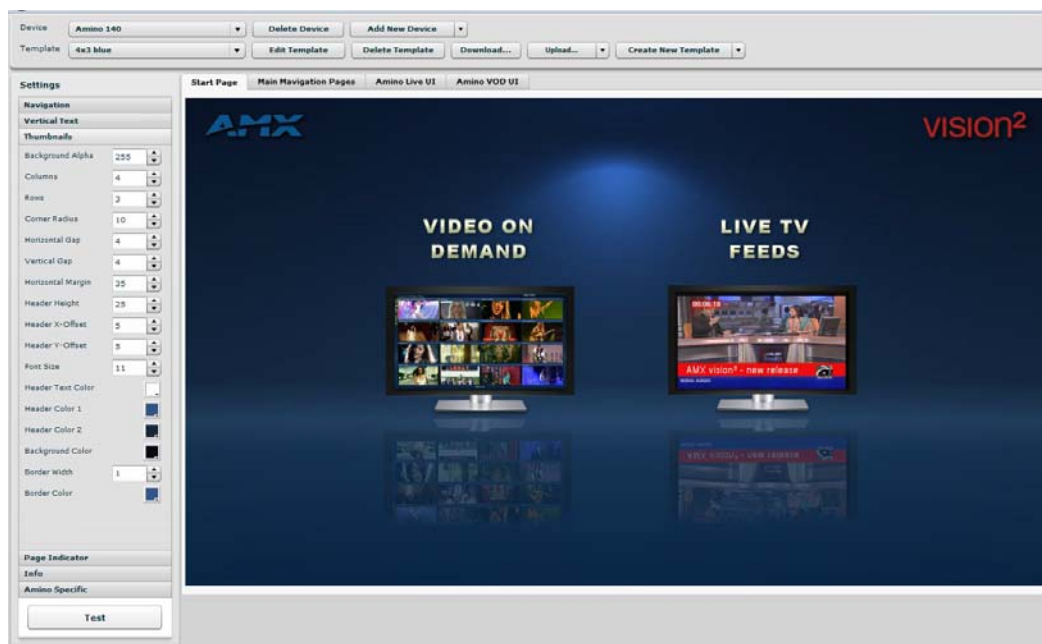 Device Amino 140 Delete Device Add New Device
Template 4x3 blue Edit Template Delete Template Download... Upload... Create New Template
Settings
Start Page Main Navigation Pages Amino Live UI Amino VOD UI
Navigation
Vertical Text
Thumbnails
Background Alpha 255
Columns 4
Rows 3
Corner Radius 10
Horizontal Gap 4
Vertical Gap 4
Horizontal Margin 35
Header Height 25
Header X-Offset 5
Header Y-Offset 5
Font Size 11
Header Text Color
Header Color 1
Header Color 2
Background Color
Border Width 1
Border Color
Page Indicator
Info
Amino Specific
Test
AMX
VISION²
VIDEO ON
DEMAND
LIVE TV
FEEDS
00:06:18
AMX vision² - new release